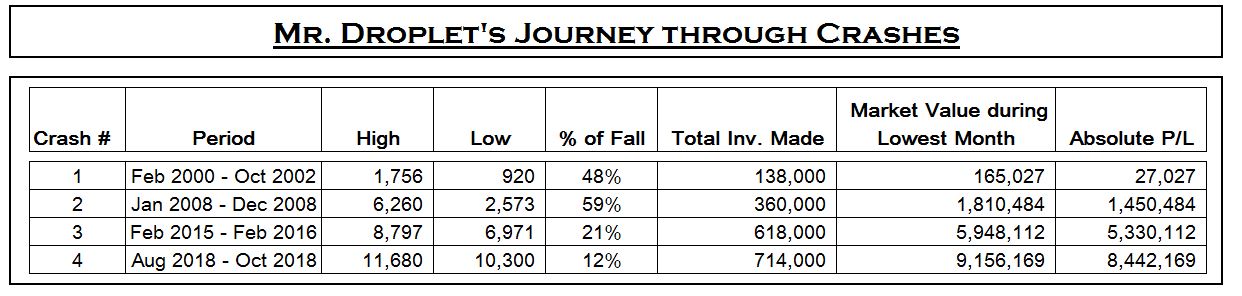 Mr. Droplet's Journey through Crashes
Market Value during
Crash # Period High Low % of Fall Total Inv. Made Lowest Month Absolute P/L
1 Feb 2000 - Oct 2002 1,756 920 48% 138,000 165,027 27,027
2 Jan 2008 - Dec 2008 6,260 2,573 59% 360,000 1,810,484 1,450,484
3 Feb 2015 - Feb 2016 8,797 6,971 21% 618,000 5,948,112 5,330,112
4 Aug 2018 - Oct 2018 11,680 10,300 12% 714,000 9,156,169 8,442,169